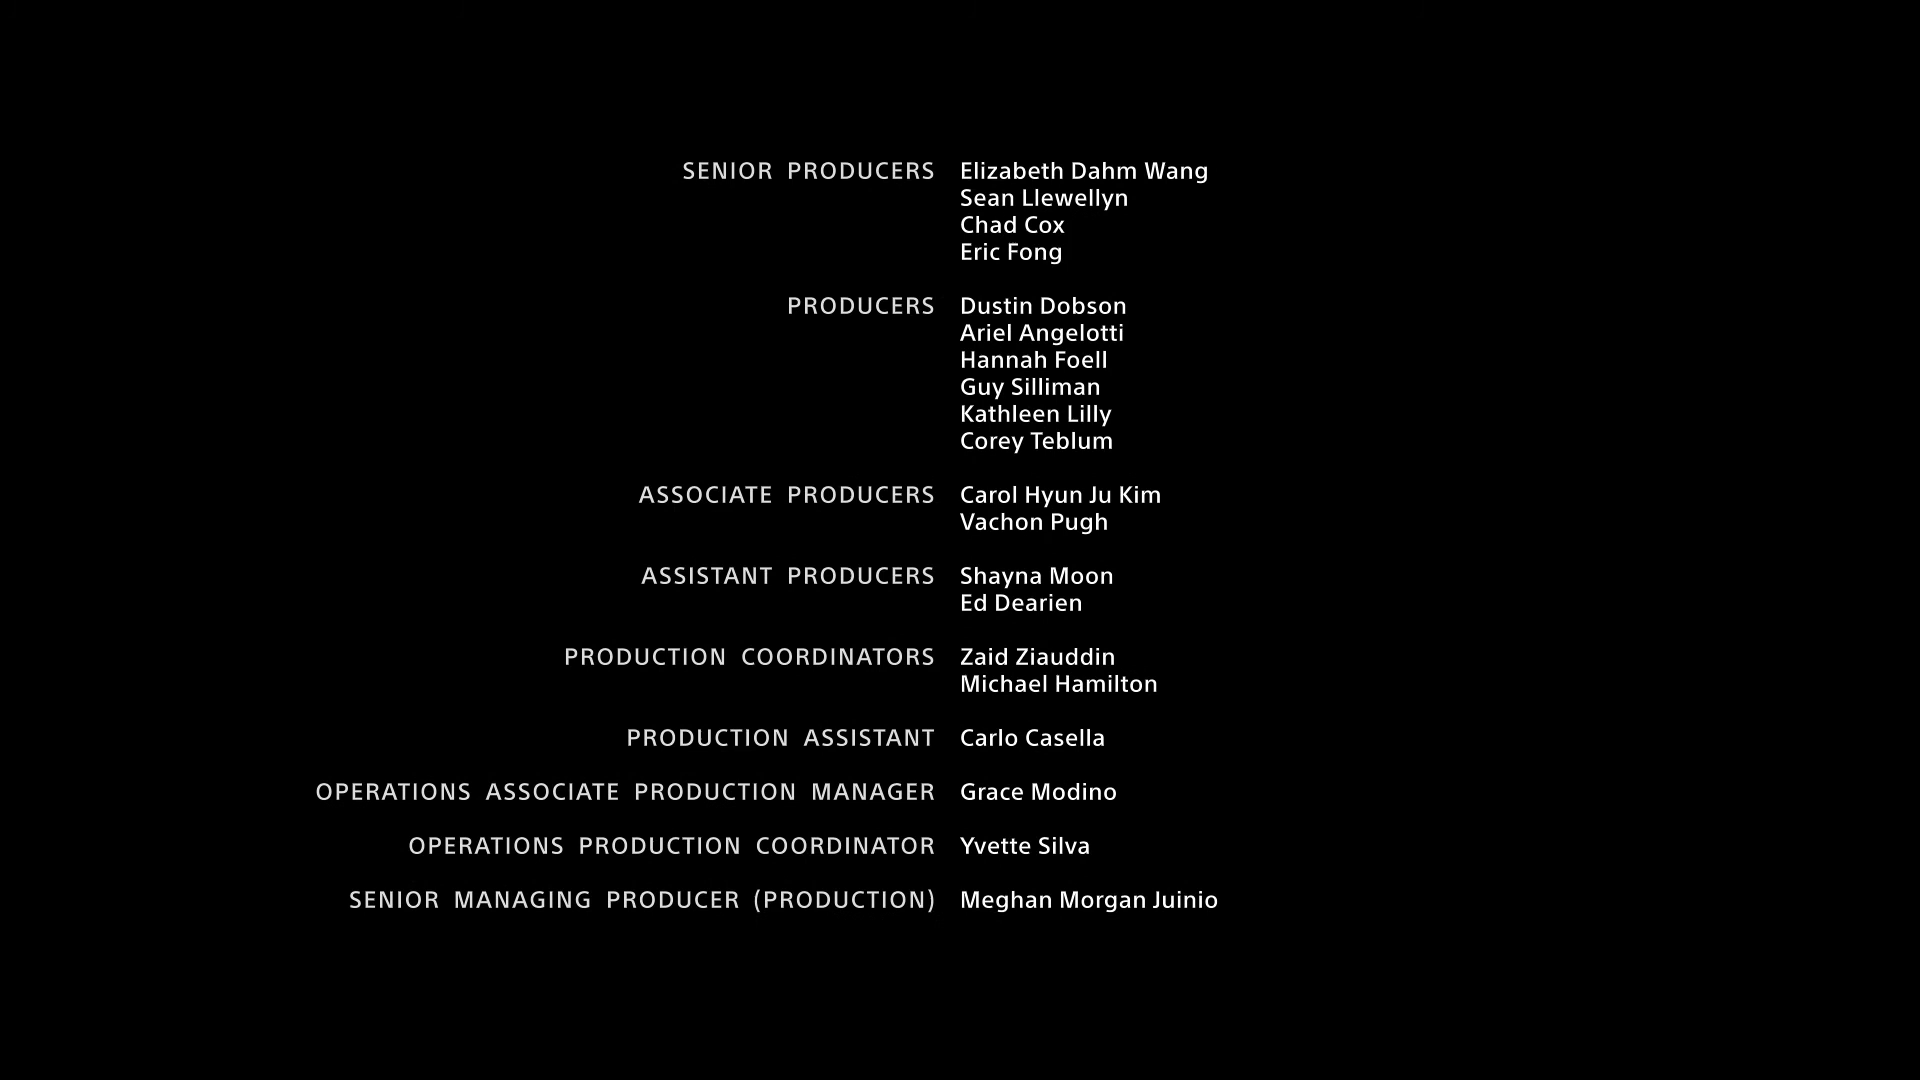 SENIOR PRODUCERS Elizabeth Dahm Wang
Sean Llewellyn
Chad Cox
Eric Fong
PRODUCERS Dustin Dobson
Ariel Angelotti
Hannah Foell
Guy Silliman
Kathleen Lilly
Corey Teblum
ASSOCIATE PRODUCERS Carol Hyun Ju Kim
Vachon Pugh
ASSISTANT PRODUCERS Shayna Moon
Ed Dearien
PRODUCTION COORDINATORS Zaid Ziauddin
Michael Hamilton
PRODUCTION ASSISTANT Carlo Casella
OPERATIONS ASSOCIATE PRODUCTION MANAGER Grace Modino
OPERATIONS PRODUCTION COORDINATOR Yvette Silva
SENIOR MANAGING PRODUCER (PRODUCTION) Meghan Morgan Juinio